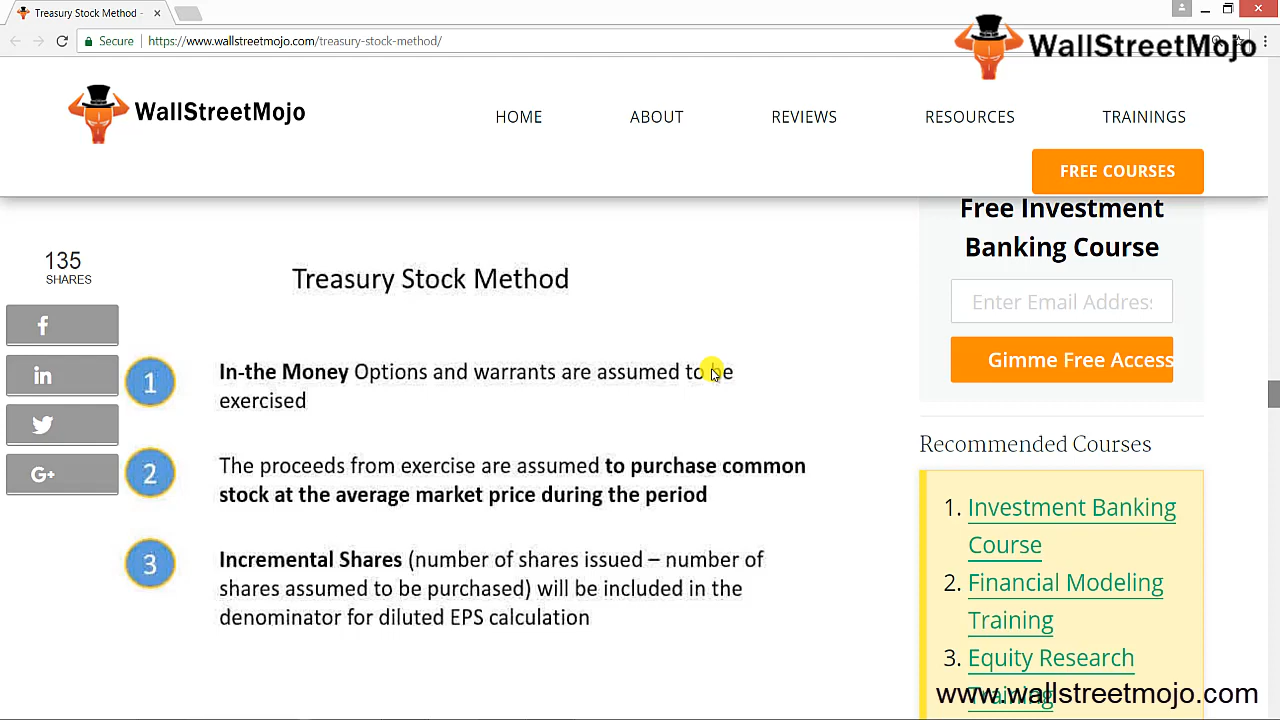 Treasury Stock Method -
Secure
https://www.wallstreetmojo.com/treasury-stock-method/
WallStreetMojo
WallStreetMojo
HOME
ABOUT
REVIEWS
RESOURCES
TRAININGS
FREE COURSES
135
SHARES
Treasury Stock Method
1
In-the Money Options and warrants are assumed to be
exercised
2
The proceeds from exercise are assumed to purchase common
stock at the average market price during the period
3
Incremental Shares (number of shares issued – number of
shares assumed to be purchased) will be included in the
denominator for diluted EPS calculation
Free Investment
Banking Course
Enter Email Address
Gimme Free Access
Recommended Courses
1. Investment Banking
Course
2. Financial Modeling
Training
3. Equity Research
Training
www.wallstreetmojo.com